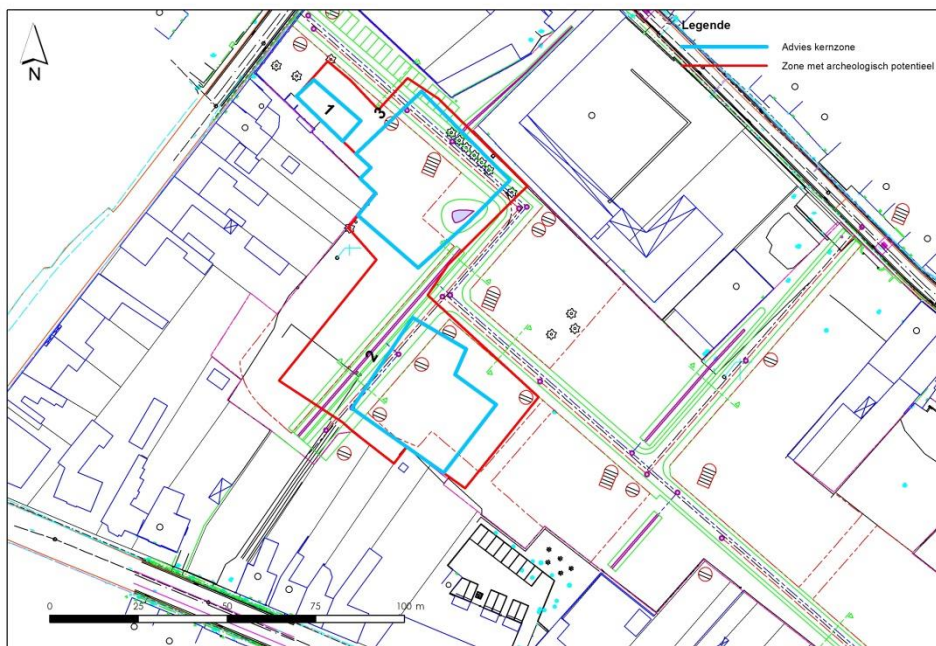 Legende
Advies kernzone
Zone met archeologisch potentieel
N
1
3
2
0 25 50 75 100 m